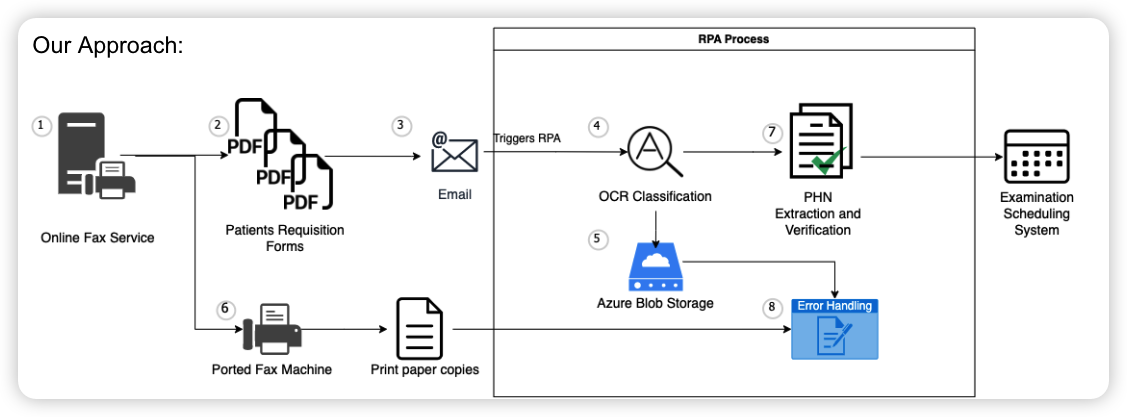 Our Approach:
RPA Process
1
2
PDF
PDF
PDF
3
@
Triggers RPA
4
A
7
Online Fax Service
Patients Requisition
Forms
Email
OCR Classification
PHN
Extraction and
Verification
Examination
Scheduling
System
5
Azure Blob Storage
6
Ported Fax Machine
Print paper copies
8
Error Handling